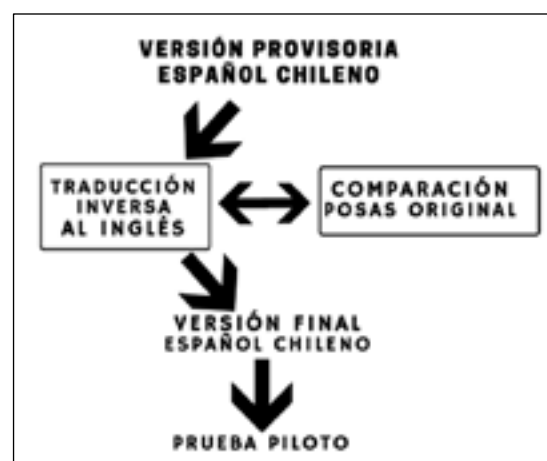 VERSIÓN PROVISORIA
ESPAÑOL CHILENO
TRADUCCIÓN
INVERSA
AL INGLÉS
COMPARACIÓN
POSAS ORIGINAL
VERSIÓN FINAL
ESPAÑOL CHILENO
PRUEBA PILOTO